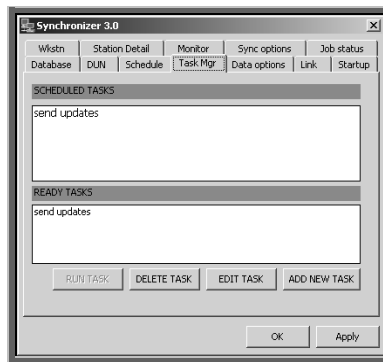 Synchronizer 3.0
Wkstn Station Detail Monitor Sync options Job status
Database DUN Schedule Task Mgr Data options Link Startup
SCHEDULED TASKS
send updates
READY TASKS
send updates
RUN TASK DELETE TASK EDIT TASK ADD NEW TASK
OK Apply